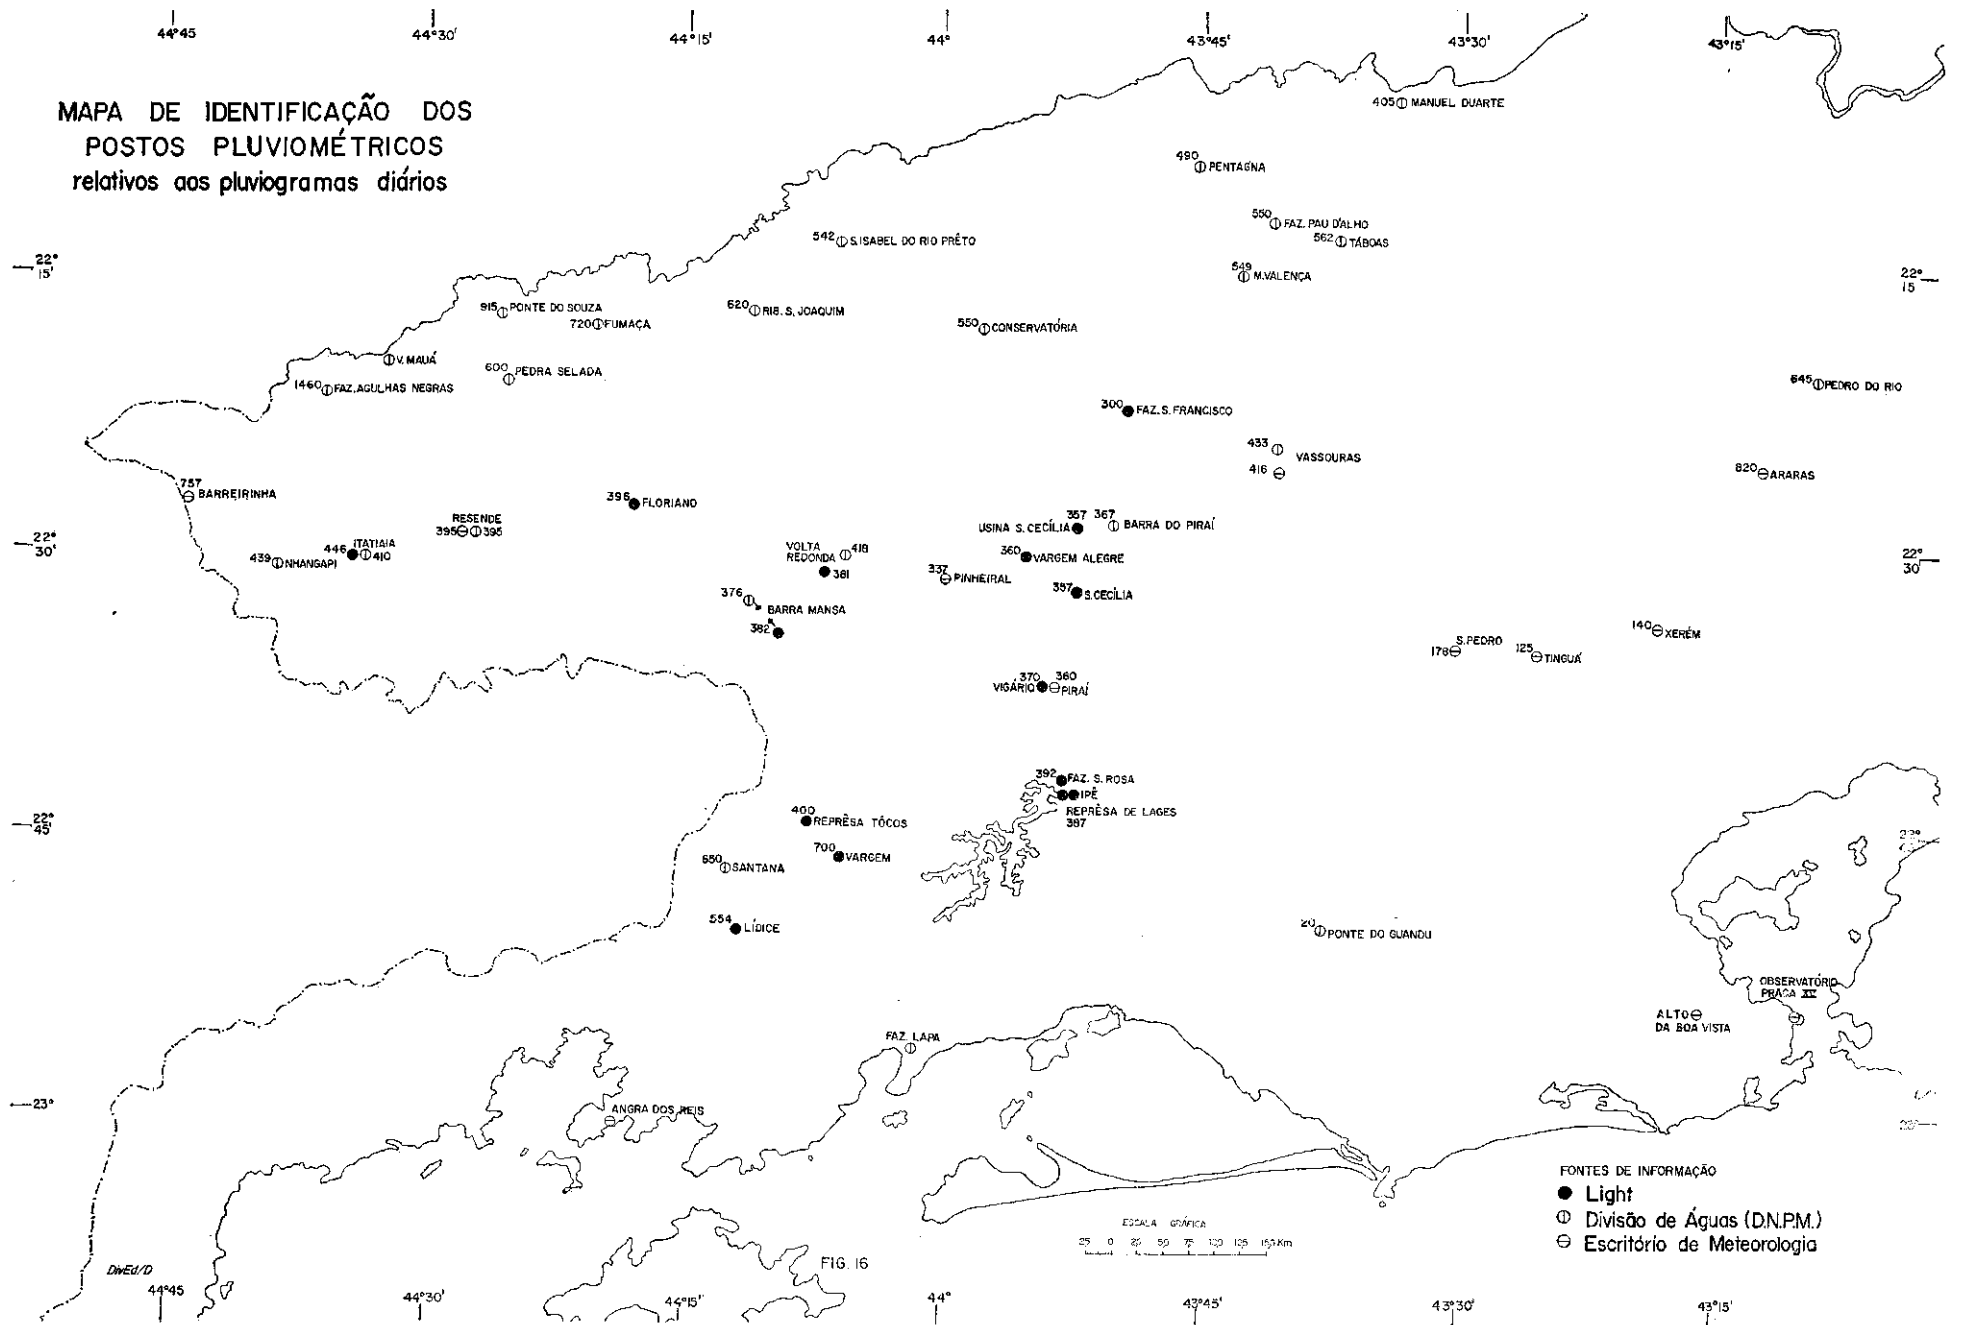 44°45
44°30'
44°15'
44°
43°45'
43°30'
43°15'
MAPA DE IDENTIFICAÇÃO DOS
POSTOS PLUVIOMÉTRICOS
relativos aos pluviogramas diários
405 MANUEL DUARTE
490 PENTAGNA
550 FAZ. PAU D'ALHO
562 TÁBOAS
542 S. ISABEL DO RIO PRÊTO
22°
15'
549 M. VALENÇA
22°
15
915 PONTE DO SOUZA
720 FUMAÇA
620 RIB. S. JOAQUIM
550 CONSERVATÓRIA
V. MAUÁ
600 PEDRA SELADA
1460 FAZ. AGULHAS NEGRAS
645 PEDRO DO RIO
300 FAZ. S. FRANCISCO
433
VASSOURAS
416
820 ARARAS
757 BARREIRINHA
396 FLORIANO
RESENDE
395 395
357 367
USINA S. CECÍLIA BARRA DO PIRAÍ
22°
30'
ITATIAIA
446 410
439 NHANGAPI
VOLTA
REDONDA 418
381
360 VARGEM ALEGRE
22°
30'
337 PINHEIRAL
357 S. CECÍLIA
376
BARRA MANSA
382
140 XERÉM
S. PEDRO
178
125 TINGUÁ
370 360
VIGÁRIO PIRAÍ
392 FAZ. S. ROSA
IPÊ
REPRÊSA DE LAGES
387
22°
45'
460 REPRÊSA TÓCOS
700 VARGEM
650 SANTANA
554 LÍDICE
20 PONTE DO GUANDU
OBSERVATÓRIO
PRAÇA XV
ALTO
DA BOA VISTA
FAZ. LAPA
23°
ANGRA DOS REIS
FONTES DE INFORMAÇÃO
Light
Divisão de Águas (D.N.P.M.)
Escritório de Meteorologia
ESCALA GRÁFICA
25 0 25 50 75 100 125 150 Km
FIG. 16
DivEd/D
44°45
44°30'
44°15'
44°
43°45'
43°30'
43°15'